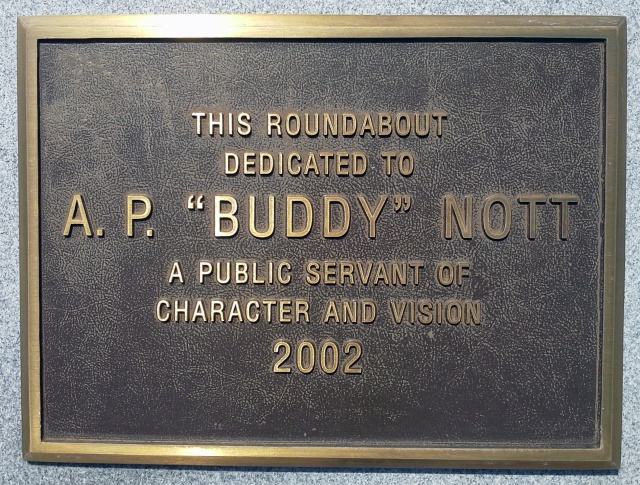 THIS ROUNDABOUT
DEDICATED TO
A. P. “BUDDY” NOTT
A PUBLIC SERVANT OF
CHARACTER AND VISION
2002